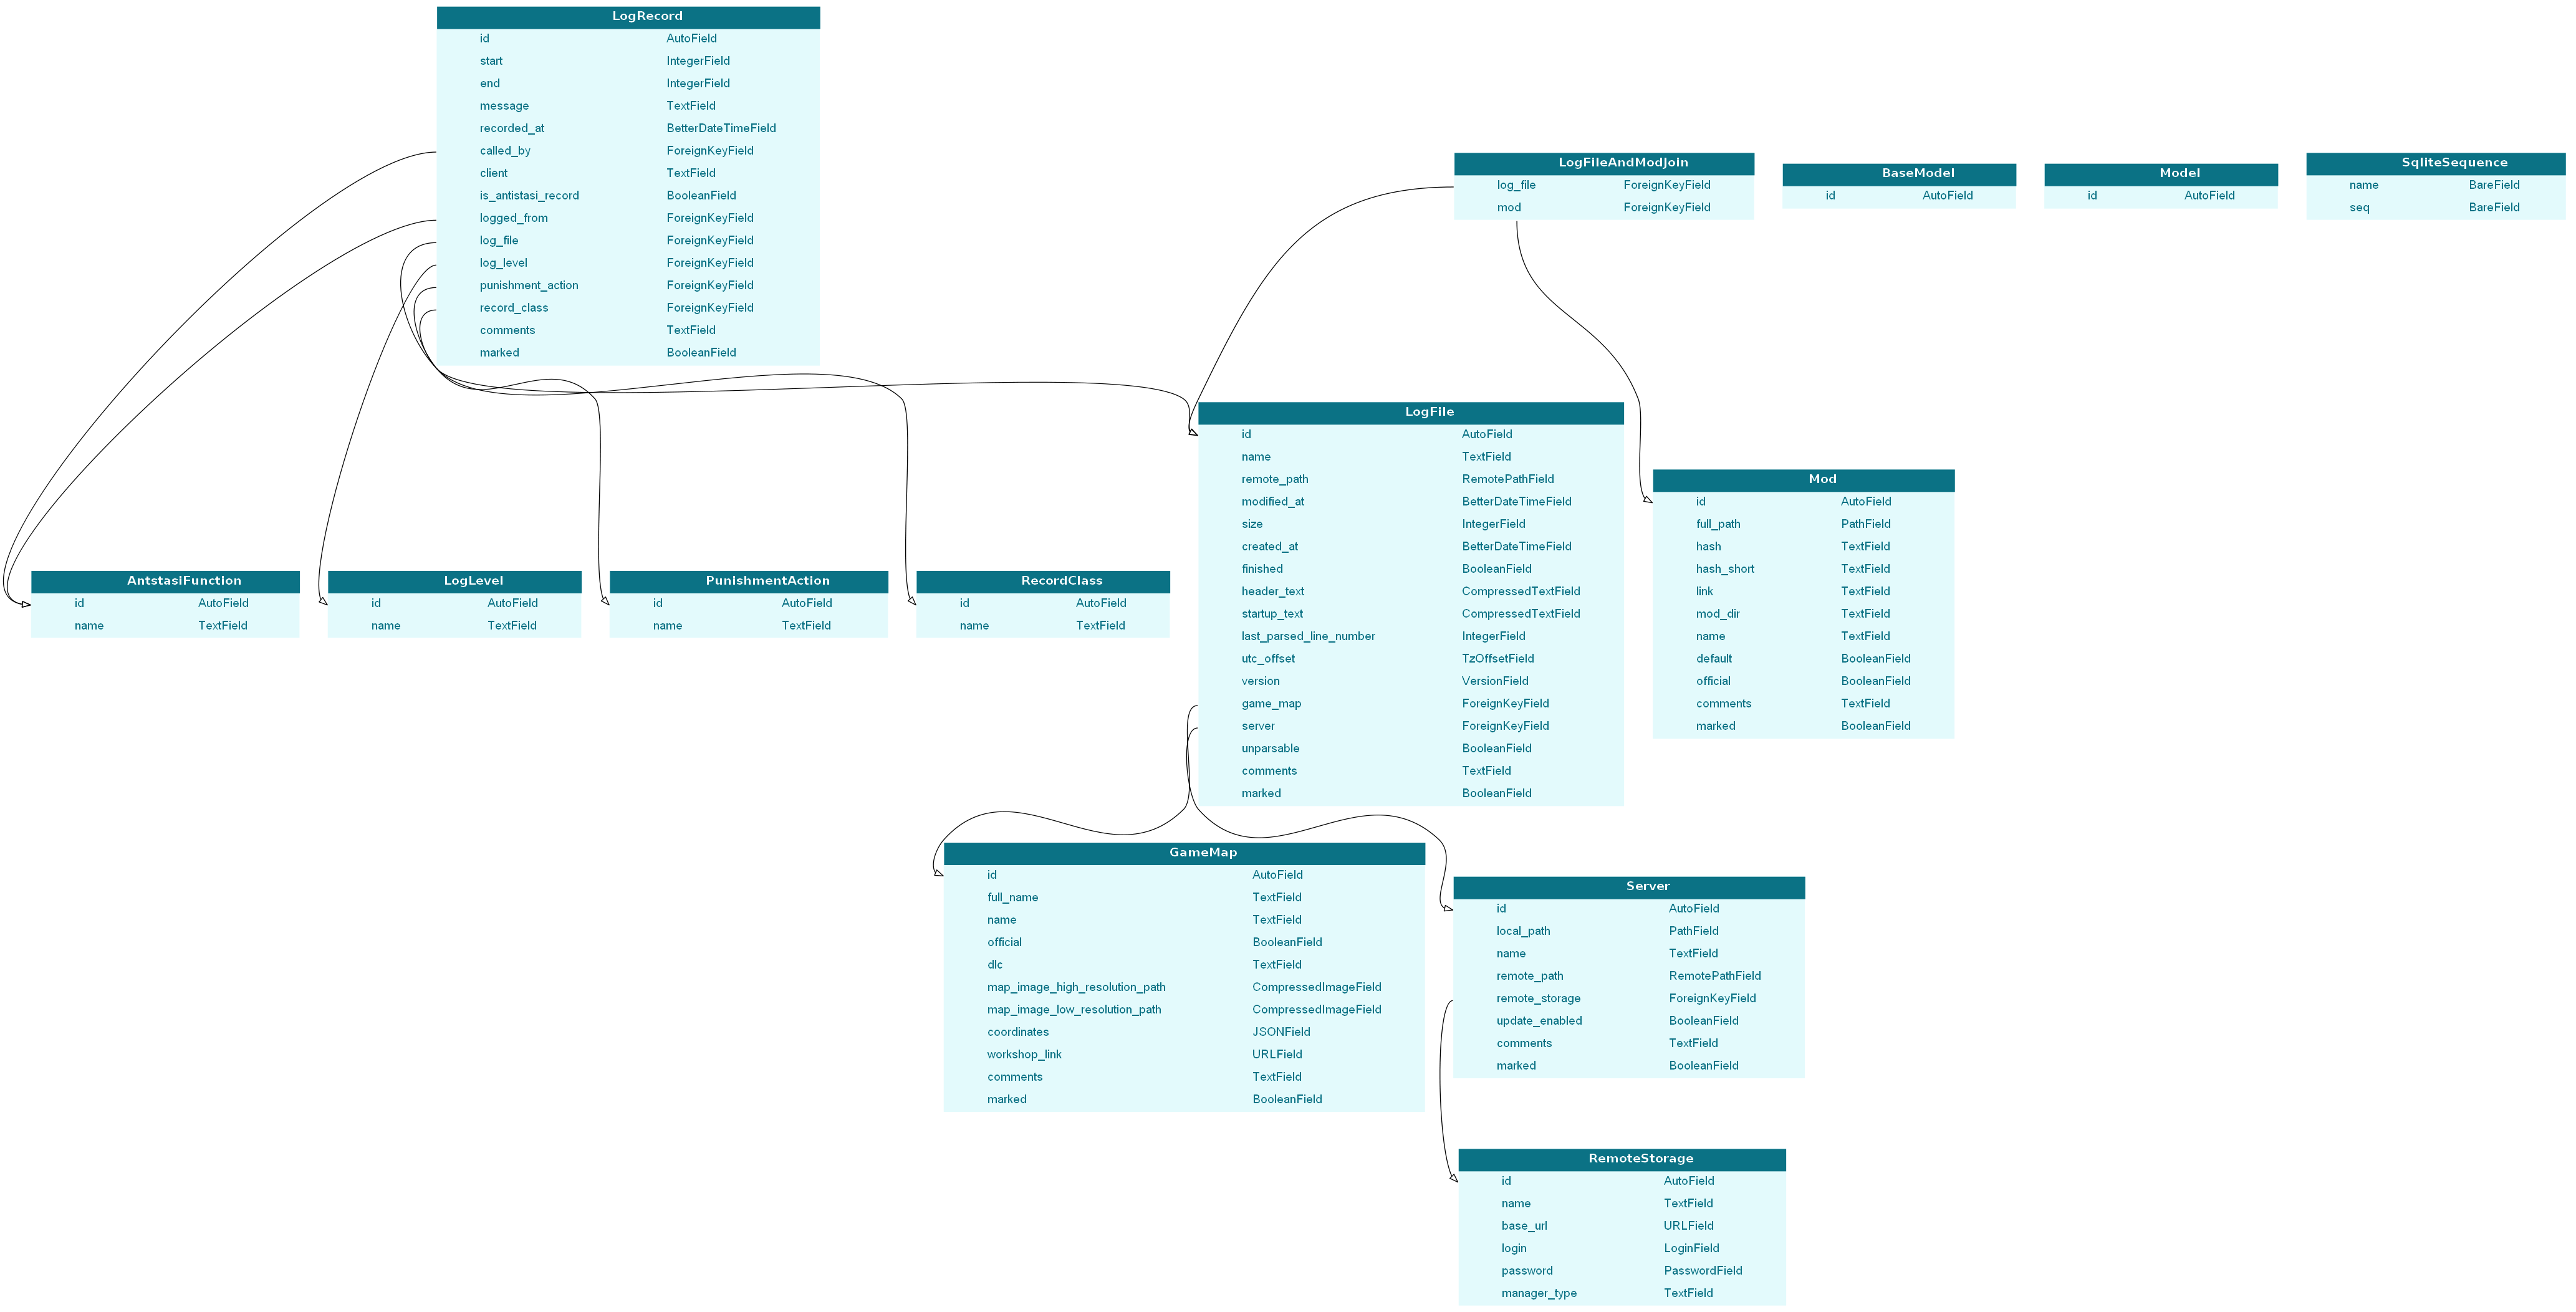 LogRecord
id AutoField
start IntegerField
end IntegerField
message TextField
recorded_at BetterDateTimeField
called_by ForeignKeyField
client TextField
is_antistasi_record BooleanField
logged_from ForeignKeyField
log_file ForeignKeyField
log_level ForeignKeyField
punishment_action ForeignKeyField
record_class ForeignKeyField
comments TextField
marked BooleanField
LogFileAndModJoin
log_file ForeignKeyField
mod ForeignKeyField
BaseModel
id AutoField
Model
id AutoField
SqliteSequence
name BareField
seq BareField
LogFile
id AutoField
name TextField
remote_path RemotePathField
modified_at BetterDateTimeField
size IntegerField
created_at BetterDateTimeField
finished BooleanField
header_text CompressedTextField
startup_text CompressedTextField
last_parsed_line_number IntegerField
utc_offset TzOffsetField
version VersionField
game_map ForeignKeyField
server ForeignKeyField
unparsable BooleanField
comments TextField
marked BooleanField
Mod
id AutoField
full_path PathField
hash TextField
hash_short TextField
link TextField
mod_dir TextField
name TextField
default BooleanField
official BooleanField
comments TextField
marked BooleanField
AntstasiFunction
id AutoField
name TextField
LogLevel
id AutoField
name TextField
PunishmentAction
id AutoField
name TextField
RecordClass
id AutoField
name TextField
GameMap
id AutoField
full_name TextField
name TextField
official BooleanField
dlc TextField
map_image_high_resolution_path CompressedImageField
map_image_low_resolution_path CompressedImageField
coordinates JSONField
workshop_link URLField
comments TextField
marked BooleanField
Server
id AutoField
local_path PathField
name TextField
remote_path RemotePathField
remote_storage ForeignKeyField
update_enabled BooleanField
comments TextField
marked BooleanField
RemoteStorage
id AutoField
name TextField
base_url URLField
login LoginField
password PasswordField
manager_type TextField